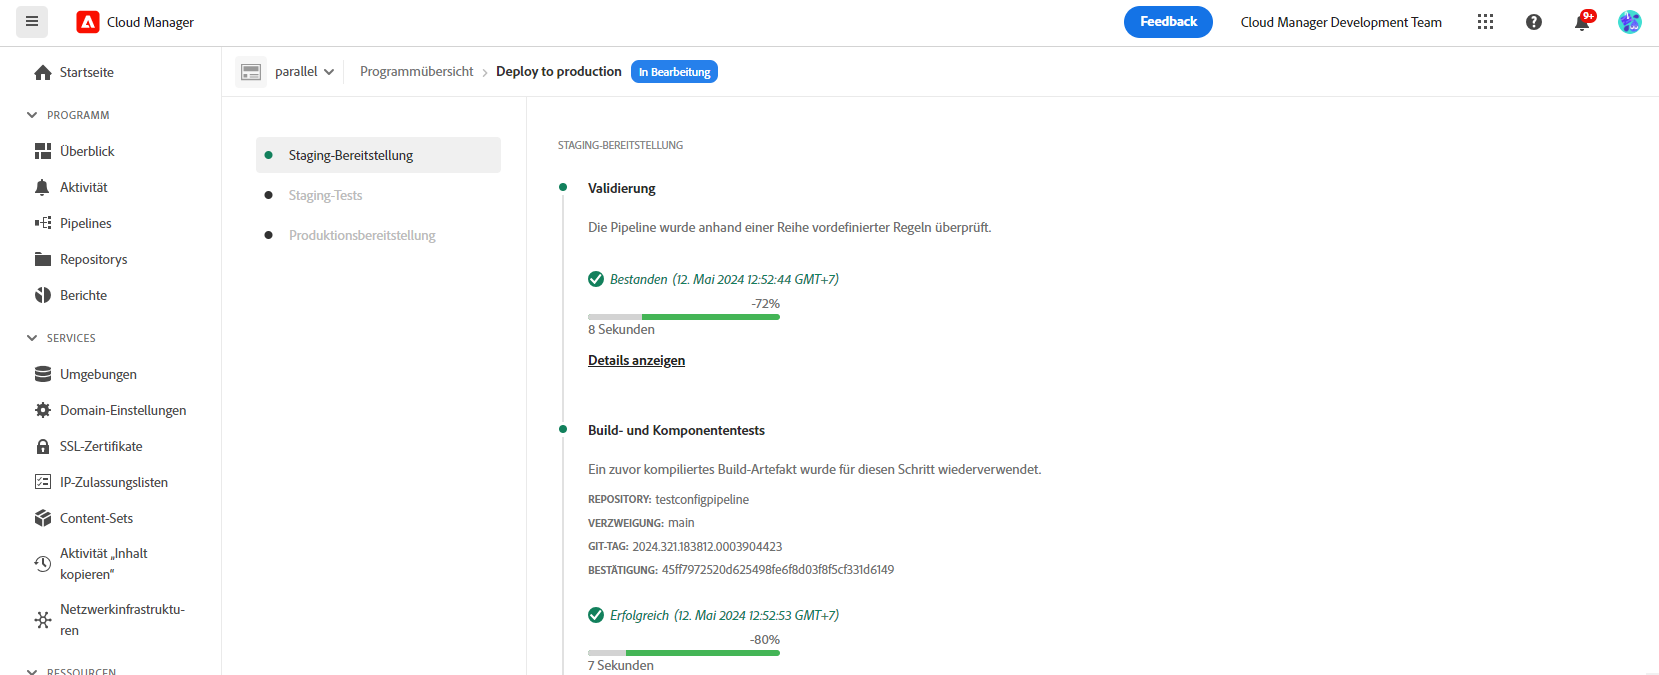 Cloud Manager
Feedback
Cloud Manager Development Team
9+
Startseite
PROGRAMM
Überblick
Aktivität
Pipelines
Repositorys
Berichte
SERVICES
Umgebungen
Domain-Einstellungen
SSL-Zertifikate
IP-Zulassungslisten
Content-Sets
Aktivität „Inhalt
kopieren“
Netzwerkinfrastruktu-
ren
RESSOURCEN
parallel
Programmübersicht > Deploy to production
In Bearbeitung
Staging-Bereitstellung
Staging-Tests
Produktionsbereitstellung
STAGING-BEREITSTELLUNG
Validierung
Die Pipeline wurde anhand einer Reihe vordefinierter Regeln überprüft.
Bestanden (12. Mai 2024 12:52:44 GMT+7)
-72%
8 Sekunden
Details anzeigen
Build- und Komponententests
Ein zuvor kompiliertes Build-Artefakt wurde für diesen Schritt wiederverwendet.
REPOSITORY: testconfigpipeline
VERZWEIGUNG: main
GIT-TAG: 2024.321.183812.0003904423
BESTÄTIGUNG: 45ff7972520d625498fe6f8d03f8f5cf331d6149
Erfolgreich (12. Mai 2024 12:52:53 GMT+7)
-80%
7 Sekunden